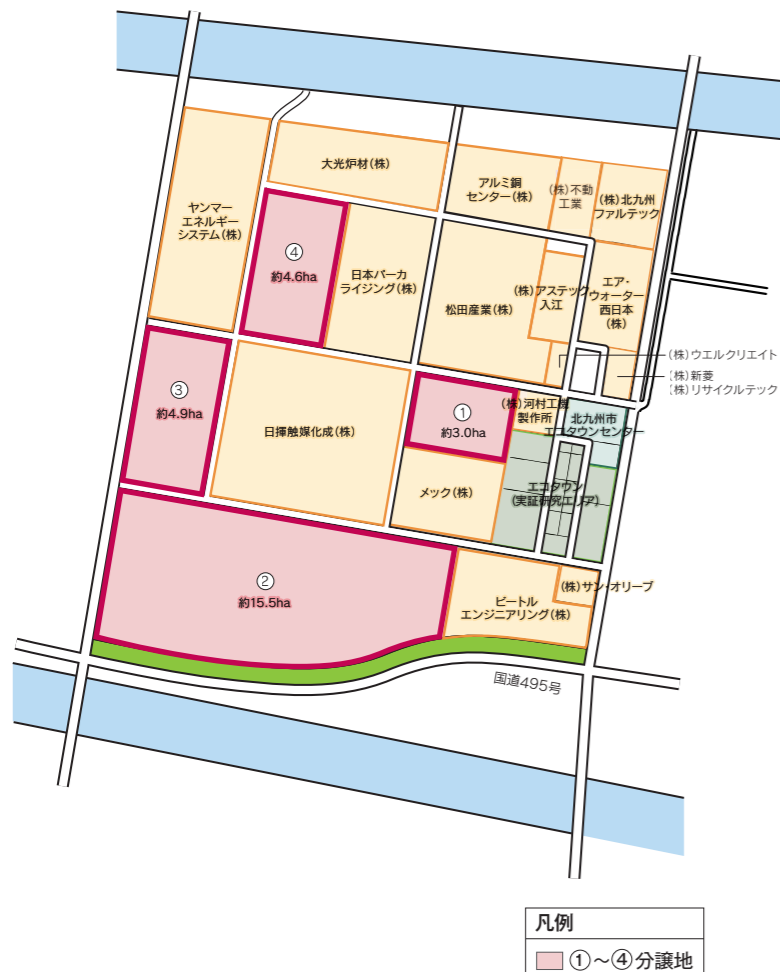 大光炉材(株)
アルミ銅
センター(株)
(株)不動
工業
(株)北九州
ファルテック
ヤンマー
エネルギー
システム(株)
④
約4.6ha
日本パーカ
ライジング(株)
松田産業(株)
(株)アステック
入江
エア・
ウォーター
西日本
(株)
(株)ウエルクリエイト
(株)新菱
(株)リサイクルテック
③
約4.9ha
日揮触媒化成(株)
①
約3.0ha
(株)河村工機
製作所
北九州市
エコタウンセンター
メック(株)
エコタウン
(実証研究エリア)
②
約15.5ha
(株)サン・オリーブ
ビートル
エンジニアリング(株)
国道495号
凡例
①~④分譲地